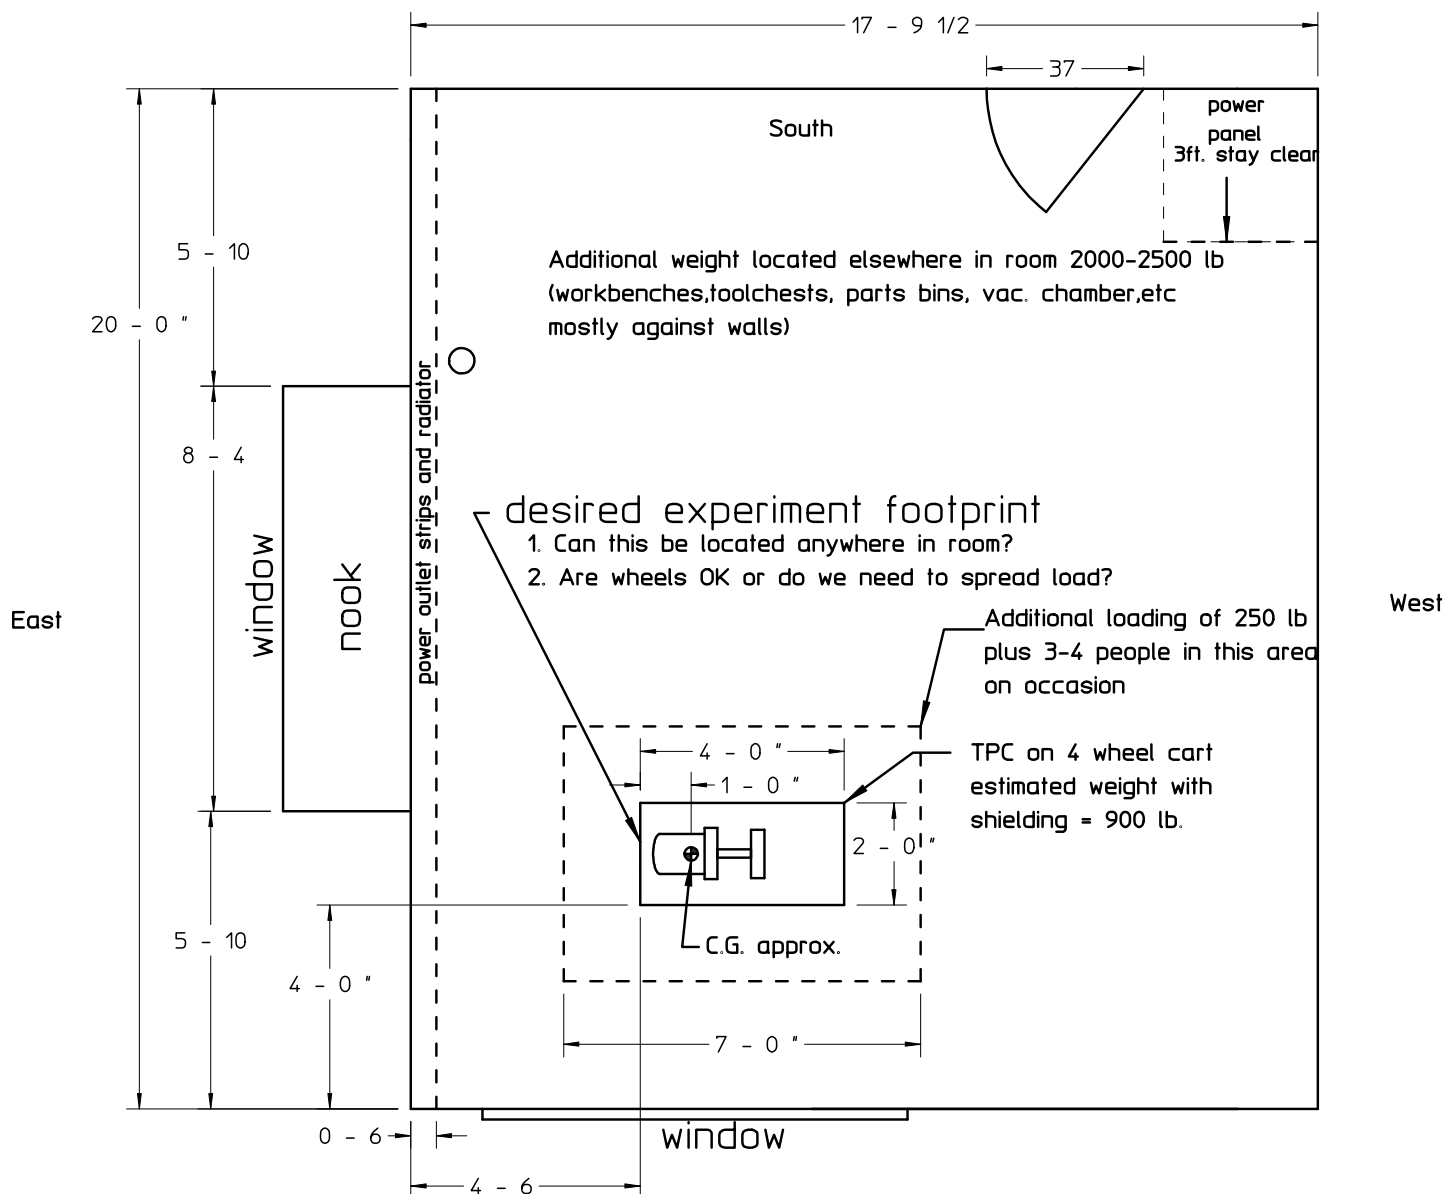 17 - 9 1/2
37
power
panel
3ft. stay clear
South
5 - 10
20 - 0 "
Additional weight located elsewhere in room 2000-2500 lb
(workbenches,toolchests, parts bins, vac. chamber,etc
mostly against walls)
8 - 4
power outlet strips and radiator
window
nook
desired experiment footprint
1. Can this be located anywhere in room?
2. Are wheels OK or do we need to spread load?
East
West
Additional loading of 250 lb
plus 3-4 people in this area
on occasion
4 - 0 "
1 - 0 "
TPC on 4 wheel cart
estimated weight with
shielding = 900 lb.
2 - 0 "
C.G. approx.
5 - 10
4 - 0 "
7 - 0 "
0 - 6
window
4 - 6